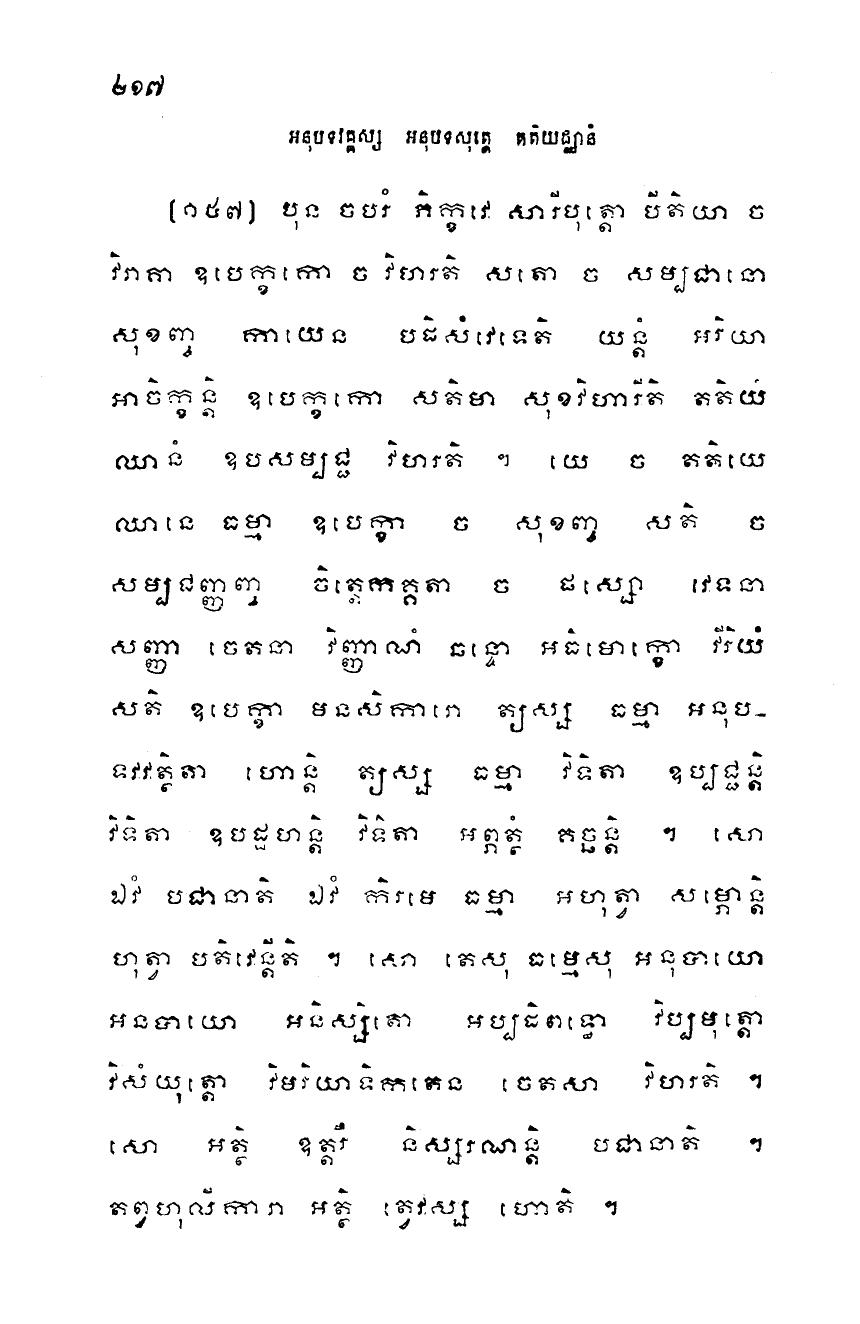 ២១៧
អនុបទវគ្គស្ស អនុបទសុត្តេ តតិយជ្ឈានំ
(១៥៧) បុន ចបរំ ភិក្ខវេ សារីបុត្តោ បីតិយា ច
វិរាគា ឧបេក្ខកោ ច វិហរតិ សតោ ច សម្បជានោ
សុខញ្ច កាយេន បដិសំវេទេតិ យន្តំ អរិយា
អាចិក្ខន្តិ ឧបេក្ខកោ សតិមា សុខវិហារីតិ តតិយំ
ឈានំ ឧបសម្បជ្ជ វិហរតិ ។ យេ ច តតិយេ
ឈានេ ធម្មា ឧបេក្ខា ច សុខញ្ច សតិ ច
សម្បជញ្ញញ្ច ចិត្តេកគ្គតា ច ផស្សោ វេទនា
សញ្ញា ចេតនា វិញ្ញាណំ ឆន្ទោ អធិមោក្ខោ វីរិយំ
សតិ ឧបេក្ខា មនសិការោ ត្យស្ស ធម្មា អនុប-
ទវវត្ថិតា ហោន្តិ ត្យស្ស ធម្មា វិទិតា ឧប្បជ្ជន្តិ
វិទិតា ឧបដ្ឋហន្តិ វិទិតា អព្ភត្ថំ គច្ឆន្តិ ។ សោ
ឯវំ បជានាតិ ឯវំ កិរមេ ធម្មា អហុត្វា សម្ភោន្តិ
ហុត្វា បតិវេន្តីតិ ។ សោ តេសុ ធម្មេសុ អនុបាយោ
អនបាយោ អនិស្សិតោ អប្បដិពទ្ធោ វិប្បមុត្តោ
វិសំយុត្តោ វិមរិយាទិកតេន ចេតសា វិហរតិ ។
សោ អត្ថិ ឧត្តរឹ និស្សរណន្តិ បជានាតិ ។
តព្វហុលីការា អត្ថិ ត្វេវស្ស ហោតិ ។